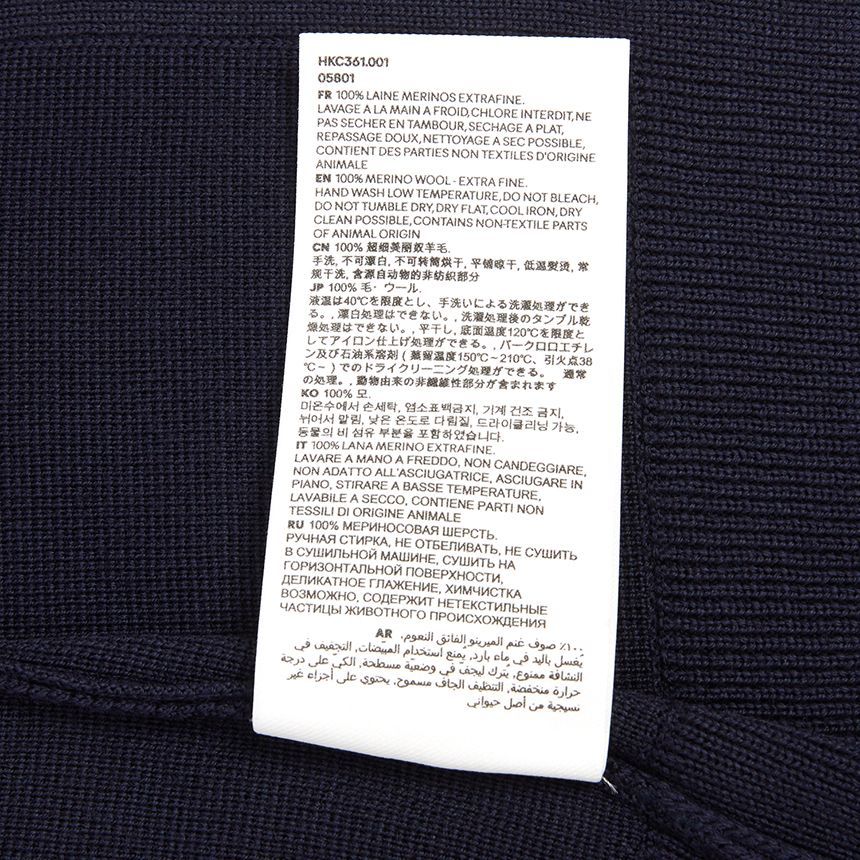 HKC361.001
05801
FR 100% LAINE MERINOS EXTRAFINE.
LAVAGE A LA MAIN A FROID, CHLORE INTERDIT, NE
PAS SECHER EN TAMBOUR, SECHAGE A PLAT,
REPASSAGE DOUX, NETTOYAGE A SEC POSSIBLE,
CONTIENT DES PARTIES NON TEXTILES D'ORIGINE
ANIMALE
EN 100% MERINO WOOL - EXTRA FINE.
HAND WASH LOW TEMPERATURE, DO NOT BLEACH,
DO NOT TUMBLE DRY, DRY FLAT, COOL IRON, DRY
CLEAN POSSIBLE, CONTAINS NON-TEXTILE PARTS
OF ANIMAL ORIGIN
CN 100% 超细美丽奴羊毛.
手洗, 不可漂白, 不可转筒烘干, 平铺晾干, 低温熨烫, 常
规干洗, 含源自动物的非纺织部分
JP 100% 毛・ウール.
液温は40℃を限度とし、手洗いによる洗濯処理ができ
る。, 漂白処理はできない。, 洗濯処理後のタンブル乾
燥処理はできない。, 平干し, 底面温度120℃を限度と
してアイロン仕上げ処理ができる。, パークロロエチレ
ン及び石油系溶剤 ( 蒸留温度150℃～210℃、引火点38
℃～ ) でのドライクリーニング処理ができる。 通常
の処理。, 動物由来の非繊維性部分が含まれます
KO 100% 모.
미온수에서 손세탁, 염소표백금지, 기계 건조 금지,
뉘어서 말림, 낮은 온도로 다림질, 드라이클리닝 가능,
동물의 비 섬유 부분을 포함하였습니다.
IT 100% LANA MERINO EXTRAFINE.
LAVARE A MANO A FREDDO, NON CANDEGGIARE,
NON ADATTO ALL'ASCIUGATRICE, ASCIUGARE IN
PIANO, STIRARE A BASSE TEMPERATURE,
LAVABILE A SECCO, CONTIENE PARTI NON
TESSILI DI ORIGINE ANIMALE
RU 100% МЕРИНОСОВАЯ ШЕРСТЬ.
РУЧНАЯ СТИРКА, НЕ ОТБЕЛИВАТЬ, НЕ СУШИТЬ
В СУШИЛЬНОЙ МАШИНЕ, СУШИТЬ НА
ГОРИЗОНТАЛЬНОЙ ПОВЕРХНОСТИ,
ДЕЛИКАТНОЕ ГЛАЖЕНИЕ, ХИМЧИСТКА
ВОЗМОЖНО, СОДЕРЖИТ НЕТЕКСТИЛЬНЫЕ
ЧАСТИЦЫ ЖИВОТНОГО ПРОИСХОЖДЕНИЯ
AR ١٠٠٪ صوف غنم الميرينو الفائق النعوم,
يُغسل باليد في ماء بارد, يُمنع استخدام المبيّضات, التجفيف في
النشافة ممنوع, يُترك ليجفّ في وضعيّة مسطحة, الكيّ على درجة
حرارة منخفضة, التنظيف الجاف مسموح, يحتوي على أجزاء غير
نسيجية من أصل حيواني